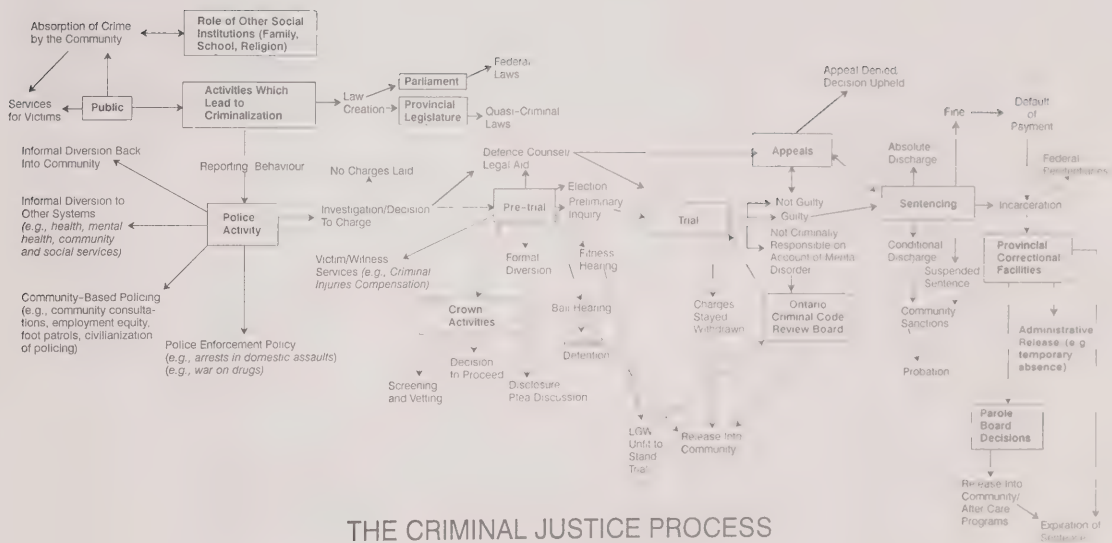 Absorption of Crime
by the Community
Role of Other Social
Institutions (Family,
School, Religion)
Services
for Victims
Public
Activities Which
Lead to
Criminalization
Law
Creation
Parliament
Federal
Laws
Provincial
Legislature
Quasi-Criminal
Laws
Informal Diversion Back
Into Community
Reporting Behaviour
Informal Diversion to
Other Systems
(e.g., health, mental
health, community
and social services)
Police
Activity
No Charges Laid
Investigation/Decision
To Charge
Defence Counsel/
Legal Aid
Pre-trial
Election
Preliminary
Inquiry
Victim/Witness
Services (e.g., Criminal
Injures Compensation)
Formal
Diversion
Fitness
Hearing
Community-Based Policing
(e.g., community consulta-
tions, employment equity,
foot patrols, civilianization
of policing)
Police Enforcement Policy
(e.g., arrests in domestic assaults)
(e.g., war on drugs)
Crown
Activities
Bail Hearing
Detention
Decision
to Proceed
Screening
and Vetting
Disclosure
Plea Discussion
Trial
Appeal Denied,
Decision Upheld
Appeals
Not Guilty
Guilty
Not Criminally
Responsible on
Account of Mental
Disorder
Charges
Stayed
Withdrawn
Ontario
Criminal Code
Review Board
LGW
Unfit to
Stand
Trial
Release Into
Community
Fine
Default
of
Payment
Absolute
Discharge
Federal
Penitentiaries
Sentencing
Incarceration
Conditional
Discharge
Suspended
Sentence
Provincial
Correctional
Facilities
Community
Sanctions
Probation
Administrative
Release (e.g.
temporary
absence)
Parole
Board
Decisions
Release Into
Community/
After Care
Programs
Expiration of
Sentence
THE CRIMINAL JUSTICE PROCESS